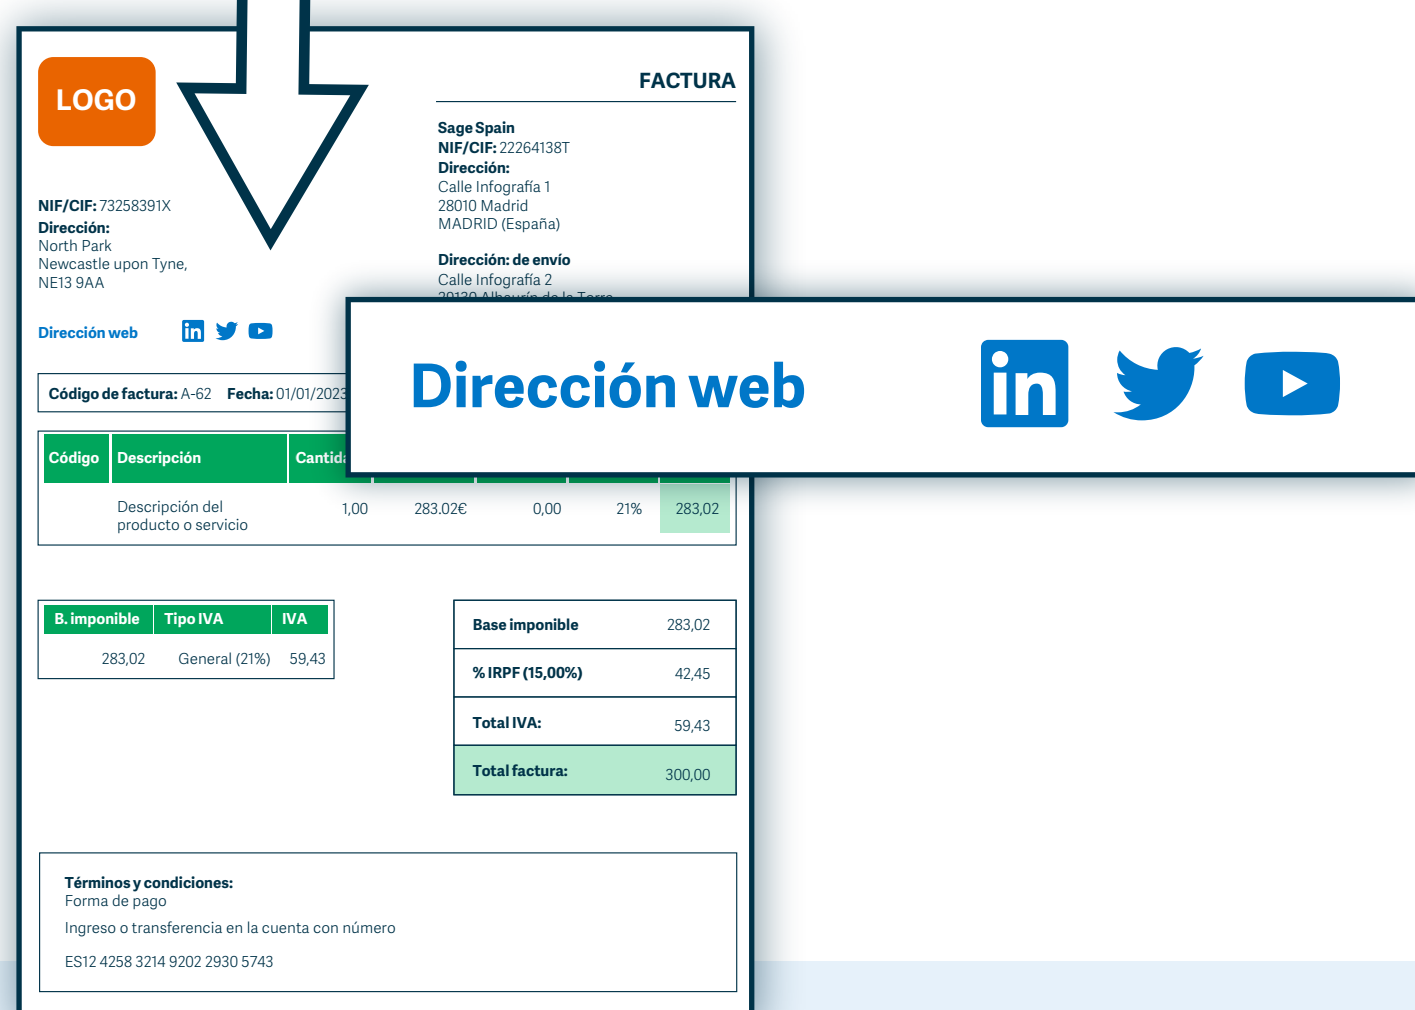 LOGO
FACTURA
Sage Spain
NIF/CIF: 22264138T
Dirección:
Calle Infografía 1
28010 Madrid
MADRID (España)
NIF/CIF: 73258391X
Dirección:
North Park
Newcastle upon Tyne,
NE13 9AA
Dirección: de envío
Calle Infografía 2
Dirección web
Dirección web
in
Código de factura: A-62 Fecha: 01/01/2023
Código Descripción
Descripción del
producto o servicio
1,00 283.02€ 0,00 21% 283,02
B. imponible Tipo IVA IVA
283,02 General (21%) 59,43
Base imponible 283,02
% IRPF (15,00%) 42,45
Total IVA: 59,43
Total factura: 300,00
Términos y condiciones:
Forma de pago
Ingreso o transferencia en la cuenta con número
ES12 4258 3214 9202 2930 5743